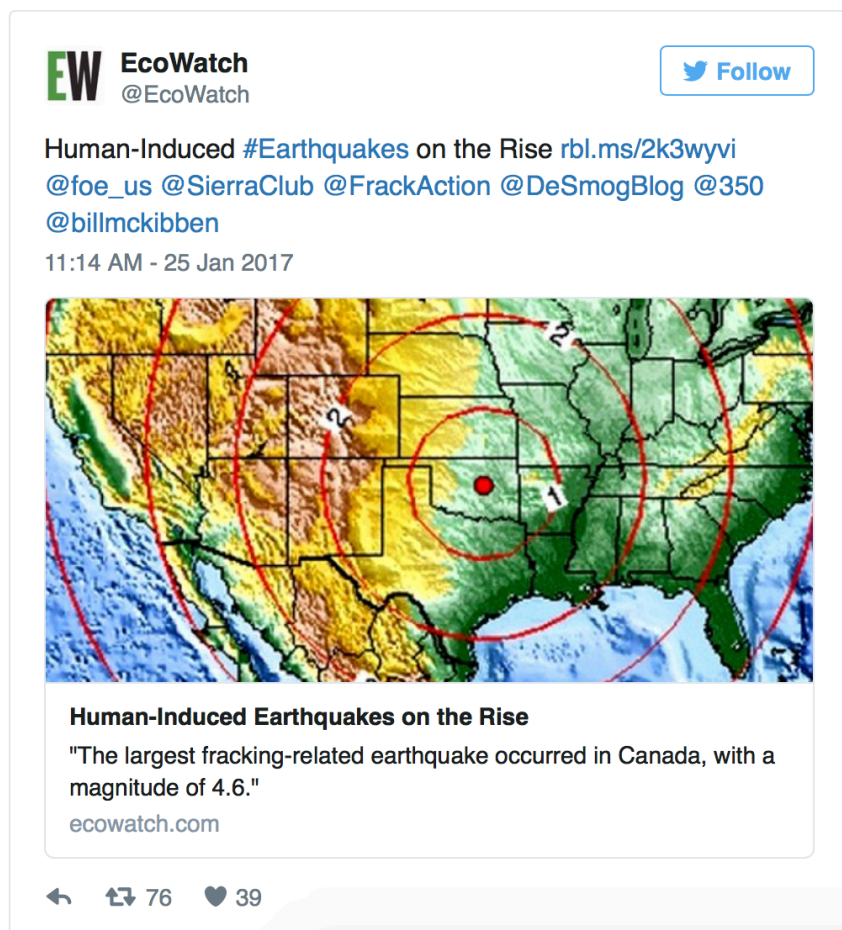 EW
EcoWatch
@EcoWatch
Follow
Human-Induced #Earthquakes on the Rise rbl.ms/2k3wyvi
@foe_us @SierraClub @FrackAction @DeSmogBlog @350
@billmckibben
11:14 AM - 25 Jan 2017
2
2
1
Human-Induced Earthquakes on the Rise
"The largest fracking-related earthquake occurred in Canada, with a
magnitude of 4.6."
ecowatch.com
76 39